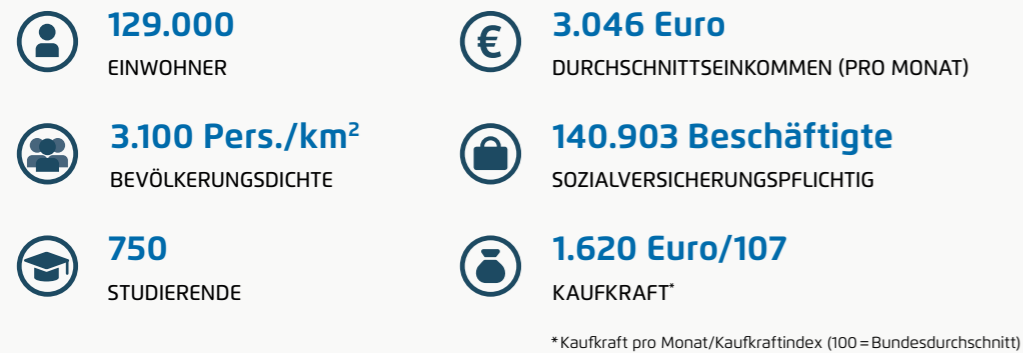 129.000
EINWOHNER
3.046 Euro
DURCHSCHNITTSEINKOMMEN (PRO MONAT)
3.100 Pers./km²
BEVÖLKERUNGSDICHTE
140.903 Beschäftigte
SOZIALVERSICHERUNGSPFLICHTIG
750
STUDIERENDE
1.620 Euro/107
KAUFKRAFT*
*Kaufkraft pro Monat/Kaufkraftindex (100 = Bundesdurchschnitt)